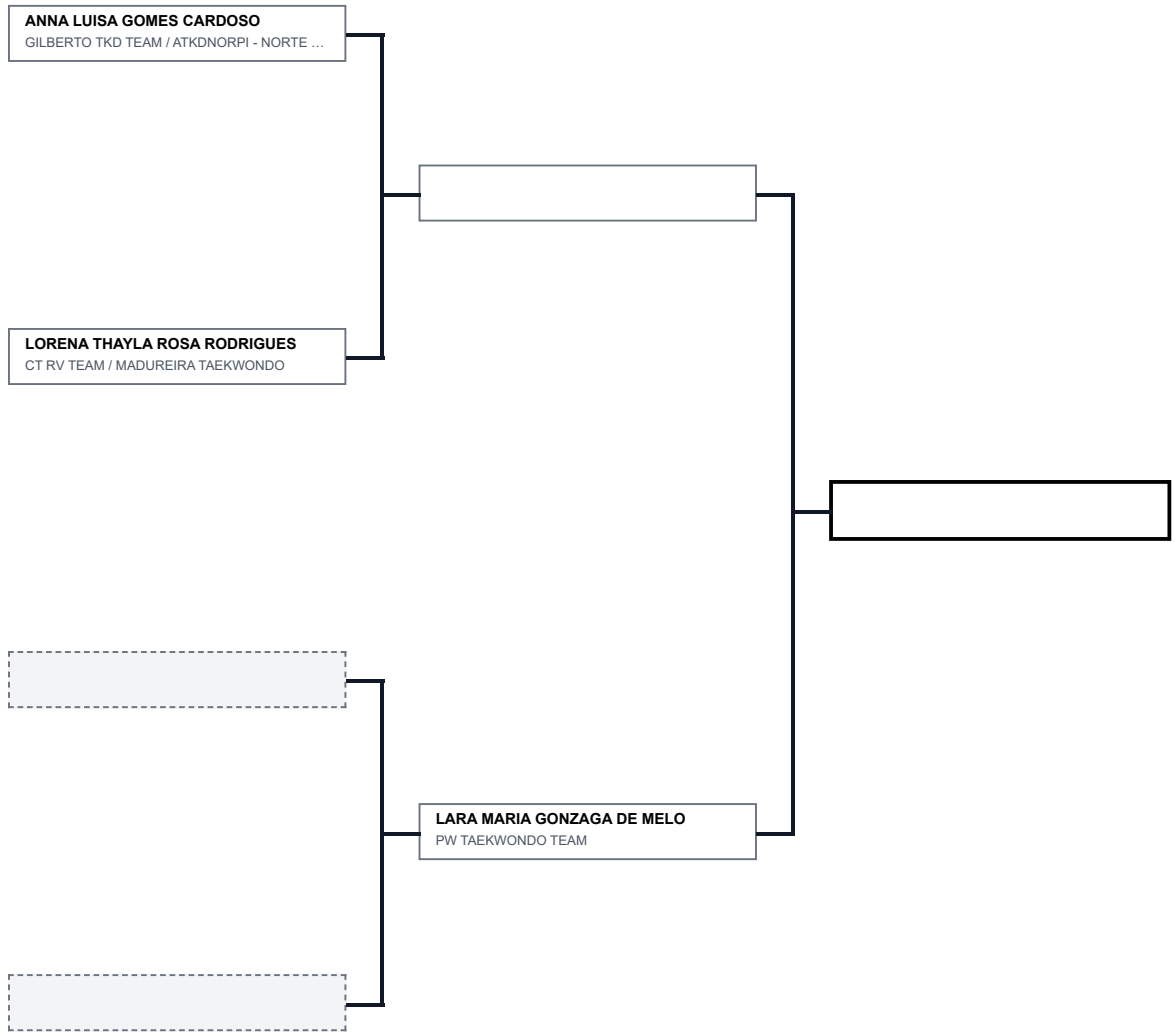 ANNA LUISA GOMES CARDOSO
GILBERTO TKD TEAM / ATKDNORPI - NORTE ...
LORENA THAYLA ROSA RODRIGUES
CT RV TEAM / MADUREIRA TAEKWONDO
LARA MARIA GONZAGA DE MELO
PW TAEKWONDO TEAM